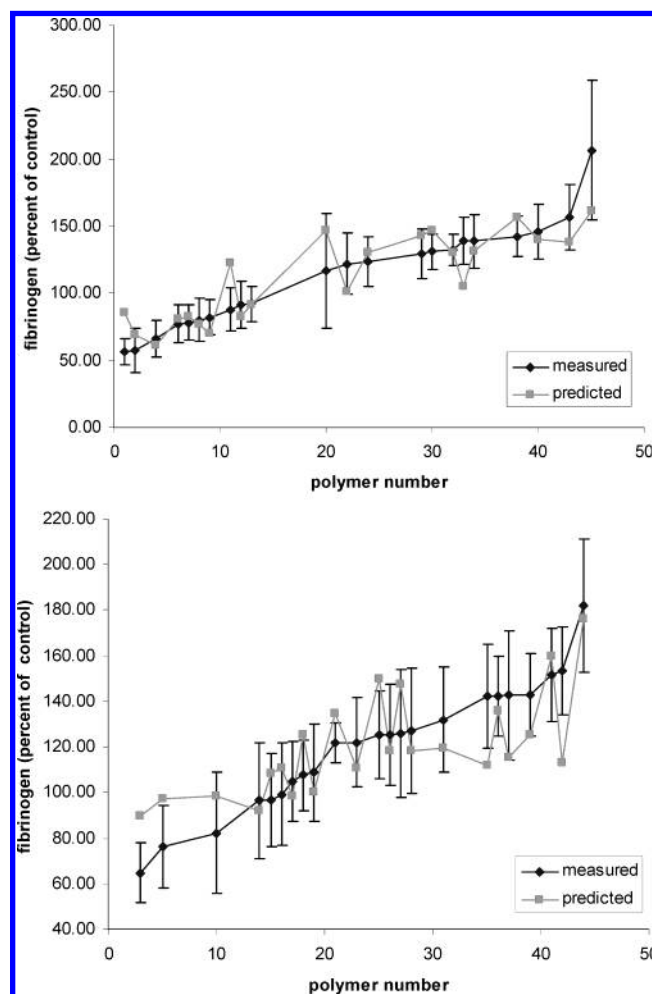 300.00
250.00
200.00
150.00
100.00
50.00
0.00
fibrinogen (percent of control)
measured
predicted
0 10 20 30 40 50
polymer number
220.00
200.00
180.00
160.00
140.00
120.00
100.00
80.00
60.00
40.00
fibrinogen (percent of control)
measured
predicted
0 10 20 30 40 50
polymer number